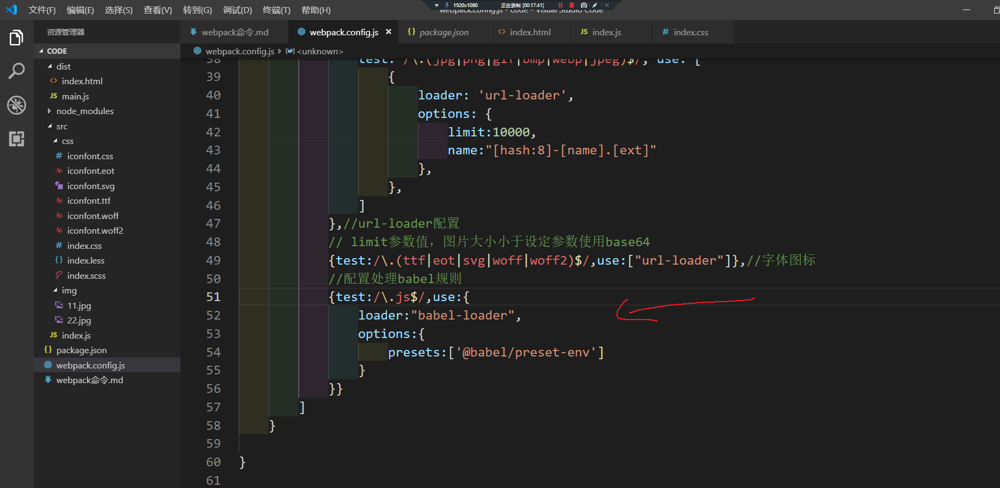 文件(F) 编辑(E) 选择(S) 查看(V) 转到(G) 调试(D) 终端(T) 帮助(H)
1920x1080 正在录制 [00:17:41]
webpack.config.js - code - Visual Studio Code
资源管理器
webpack命令.md webpack.config.js × {} package.json <> index.html JS index.js # index.css
CODE
webpack.config.js <unknown>
dist
<> index.html
JS main.js
node_modules
src
css
# iconfont.css
iconfont.eot
iconfont.svg
iconfont.ttf
iconfont.woff
iconfont.woff2
# index.css
{} index.less
index.scss
img
11.jpg
22.jpg
JS index.js
{} package.json
webpack.config.js
webpack命令.md
38 test: /\.(jpg|png|gif|bmp|webp|jpeg)$/, use: [
39 {
40 loader: 'url-loader',
41 options: {
42 limit:10000,
43 name:"[hash:8]-[name].[ext]"
44 },
45 },
46 ]
47 },//url-loader配置
48 // limit参数值，图片大小小于设定参数使用base64
49 {test:/\.(ttf|eot|svg|woff|woff2)$/,use:["url-loader"]},//字体图标
50 //配置处理babel规则
51 {test:/\.js$/,use:{
52 loader:"babel-loader",
53 options:{
54 presets:['@babel/preset-env']
55 }
56 }}
57 ]
58 }
59
60 }
61